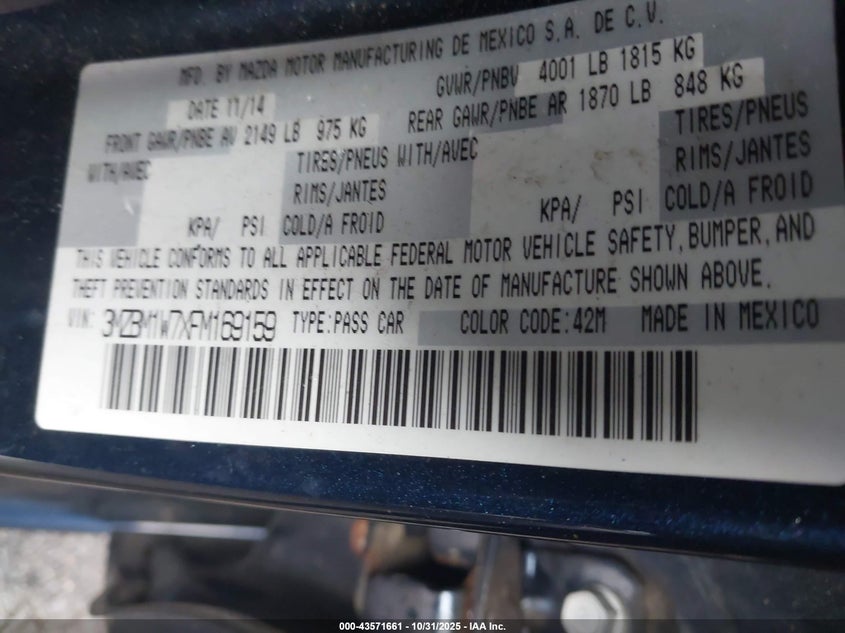 MFD. BY MAZDA MOTOR MANUFACTURING DE MEXICO S.A. DE C.V.
DATE 11/14 GVWR/PNBV 4001 LB 1815 KG
FRONT GAWR/PNBE AV 2149 LB 975 KG REAR GAWR/PNBE AR 1870 LB 848 KG
WITH/AVEC TIRES/PNEUS WITH/AVEC TIRES/PNEUS
RIMS/JANTES RIMS/JANTES
KPA/ PSI COLD/A FROID KPA/ PSI COLD/A FROID
THIS VEHICLE CONFORMS TO ALL APPLICABLE FEDERAL MOTOR VEHICLE SAFETY, BUMPER, AND
THEFT PREVENTION STANDARDS IN EFFECT ON THE DATE OF MANUFACTURE SHOWN ABOVE.
VIN: 3MZBM1W7XFM169159 TYPE:PASS CAR COLOR CODE:42M MADE IN MEXICO
000-43571661 - 10/31/2025 - IAA Inc.